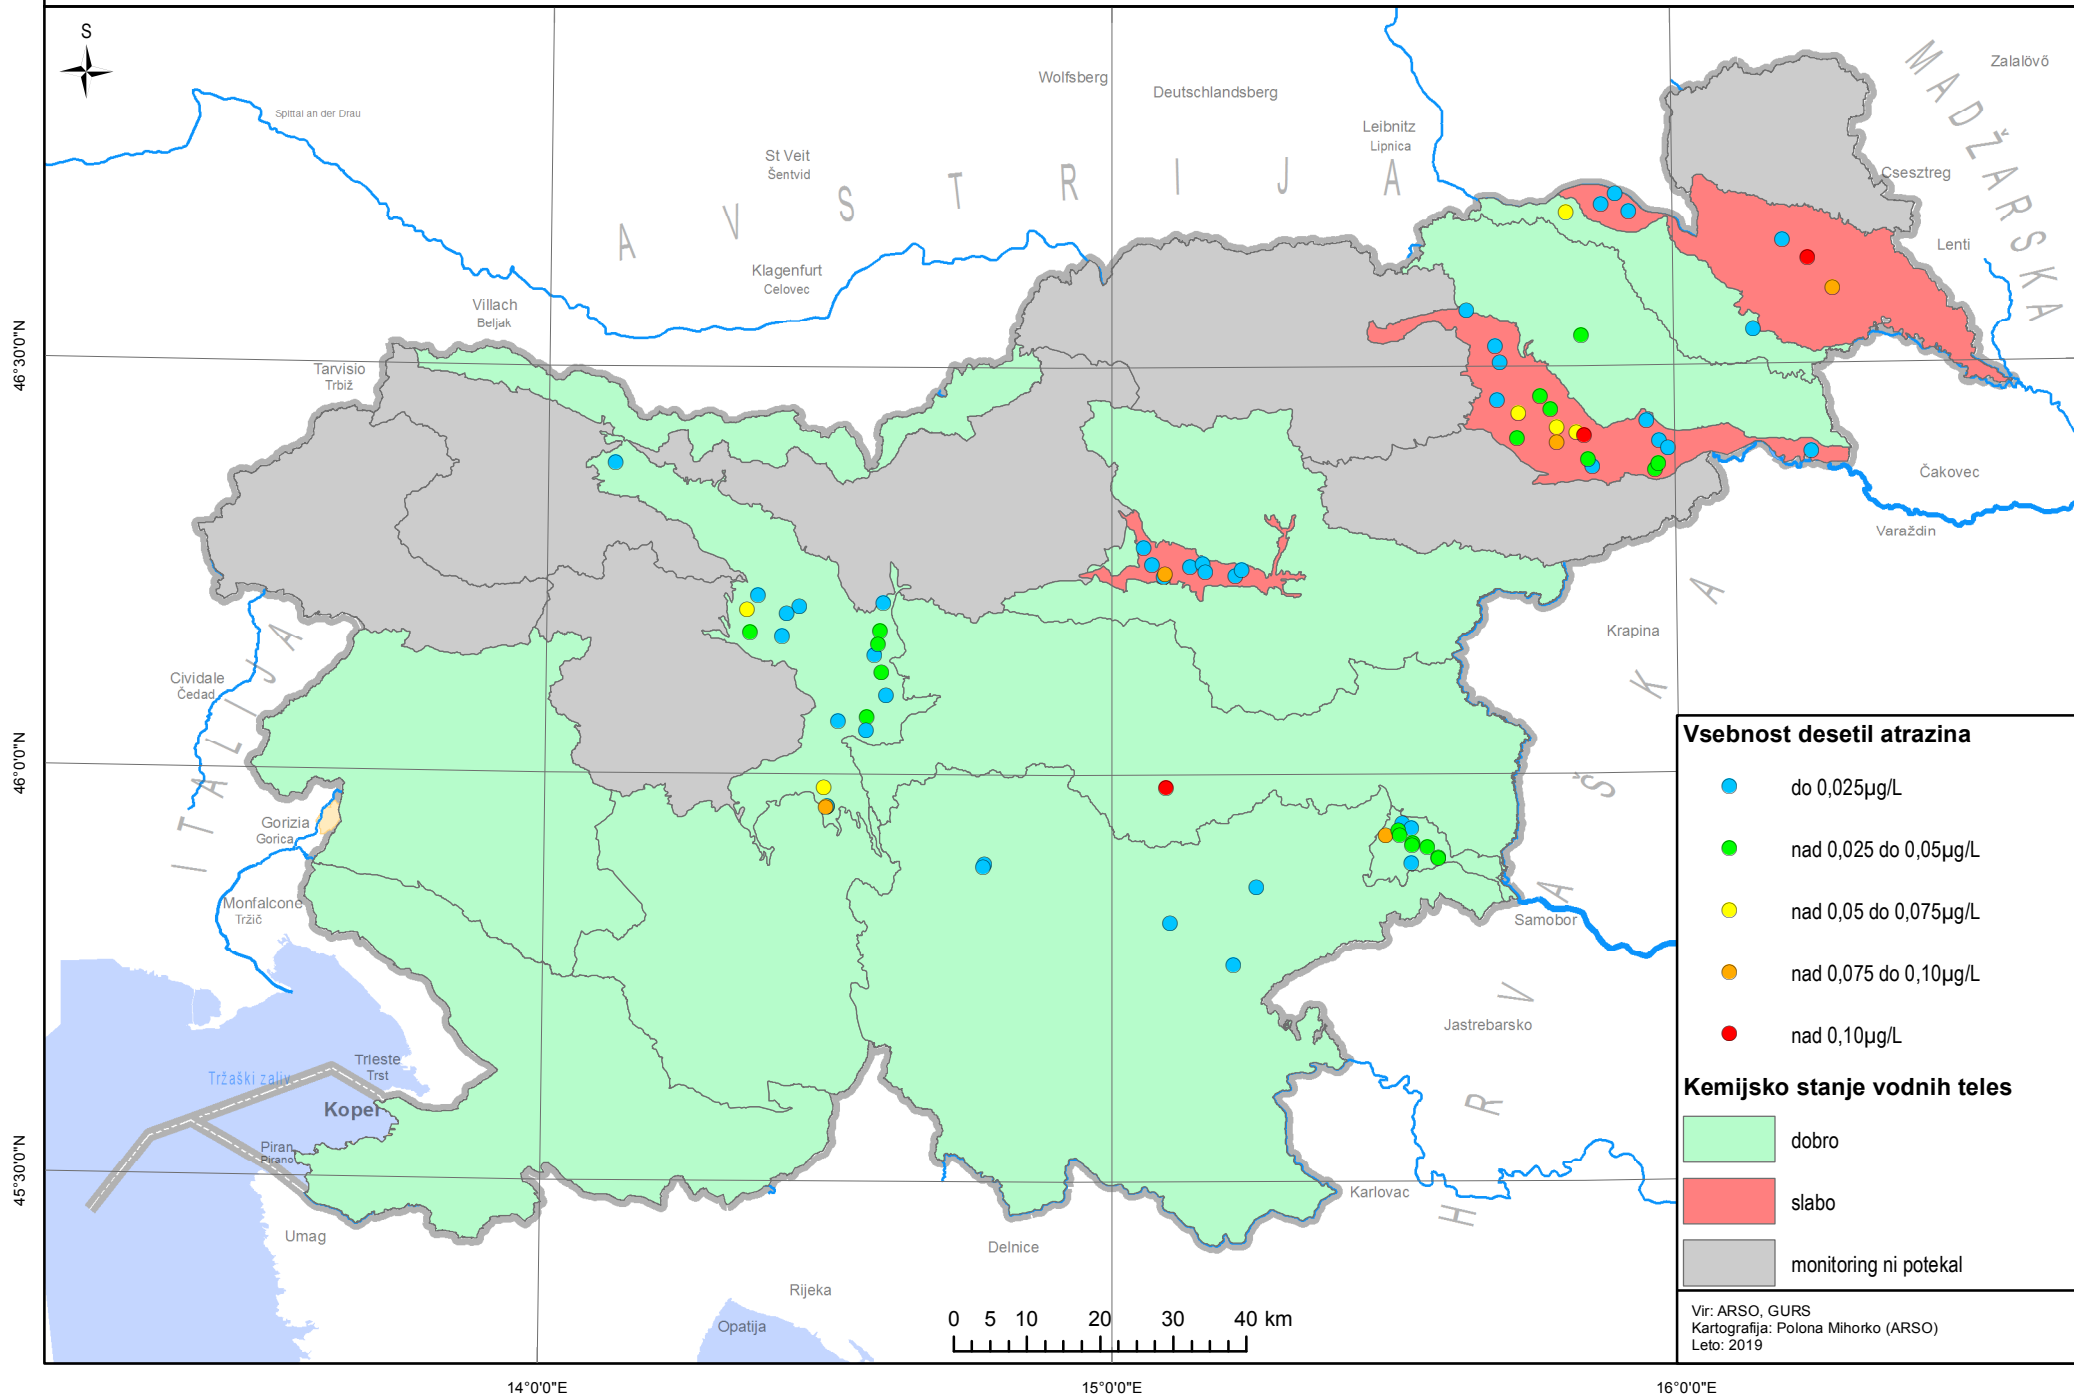 S
Zalalövő
Wolfsberg
Deutschlandsberg
MADŽARSKA
Spittal an der Drau
Leibnitz
Lipnica
St Veit
Šentvid
AVSTRIJA
Csesztreg
Lenti
Klagenfurt
Celovec
Villach
Beljak
46°30'0"N
Tarvisio
Trbiž
Čakovec
Varaždin
Krapina
ITALIJA
Cividale
Čedad
HRVAŠKA
46°0'0"N
Gorizia
Gorica
Monfalcone
Tržič
Samobor
Jastrebarsko
Trieste
Trst
Tržaški zaliv
Koper
Piran
Pirano
45°30'0"N
Karlovac
Umag
Delnice
Rijeka
Opatija
0 5 10 20 30 40 km
Vsebnost desetil atrazina
do 0,025µg/L
nad 0,025 do 0,05µg/L
nad 0,05 do 0,075µg/L
nad 0,075 do 0,10µg/L
nad 0,10µg/L
Kemijsko stanje vodnih teles
dobro
slabo
monitoring ni potekal
Vir: ARSO, GURS
Kartografija: Polona Mihorko (ARSO)
Leto: 2019
14°0'0"E
15°0'0"E
16°0'0"E